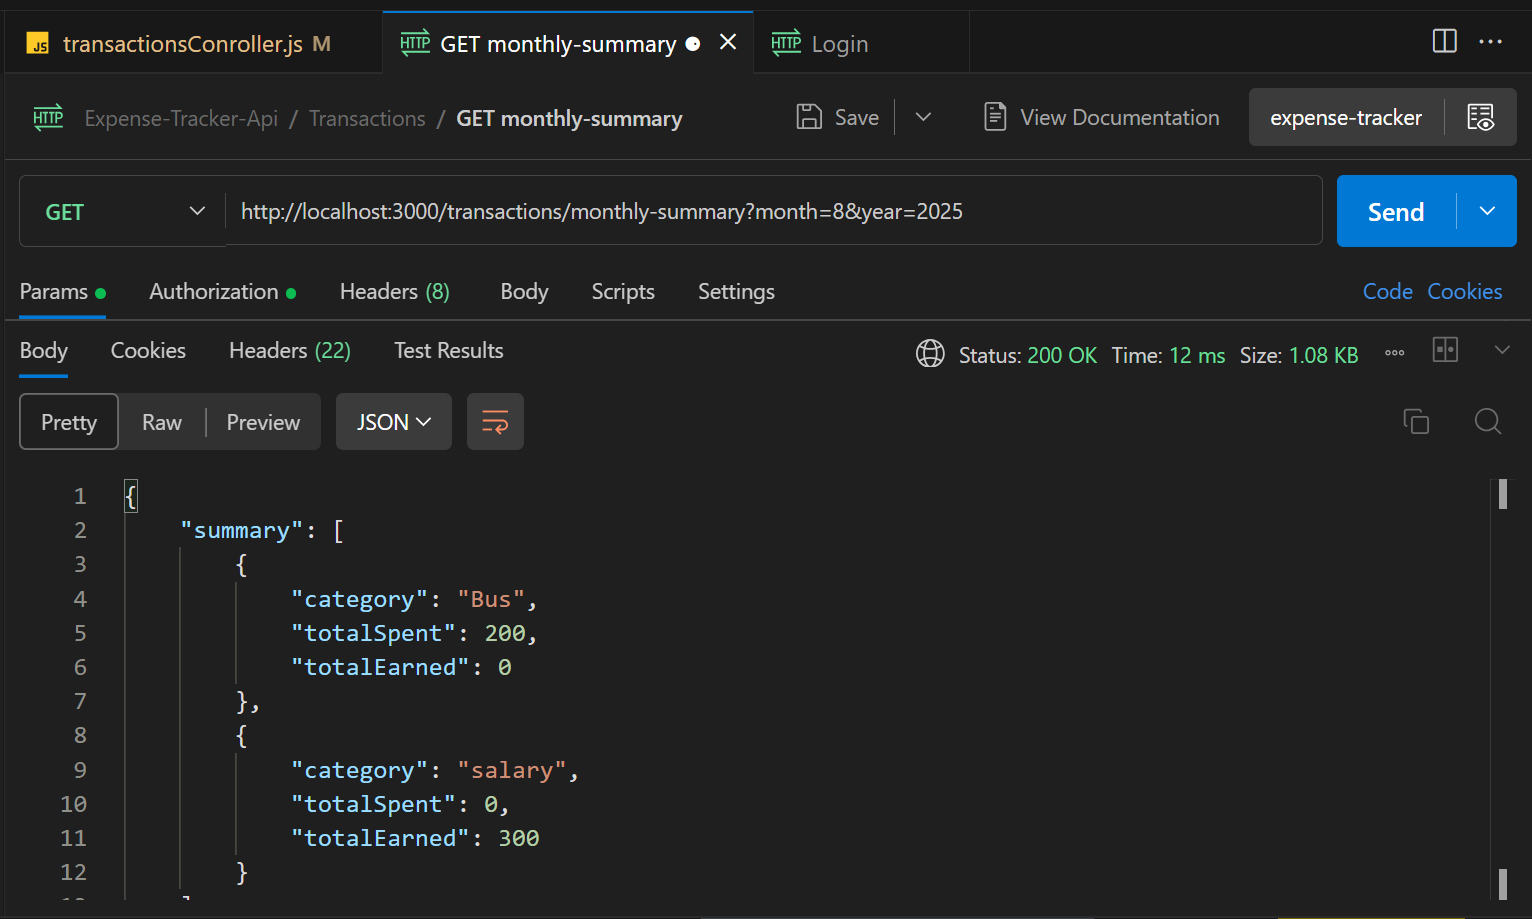 JS transactionsConroller.js M
HTTP GET monthly-summary
HTTP Login
HTTP Expense-Tracker-Api / Transactions / GET monthly-summary
Save
View Documentation
expense-tracker
GET
http://localhost:3000/transactions/monthly-summary?month=8&year=2025
Send
Params Authorization Headers (8) Body Scripts Settings
Code Cookies
Body Cookies Headers (22) Test Results
Status: 200 OK Time: 12 ms Size: 1.08 KB
Pretty Raw Preview JSON
1 {
2 "summary": [
3 {
4 "category": "Bus",
5 "totalSpent": 200,
6 "totalEarned": 0
7 },
8 {
9 "category": "salary",
10 "totalSpent": 0,
11 "totalEarned": 300
12 }